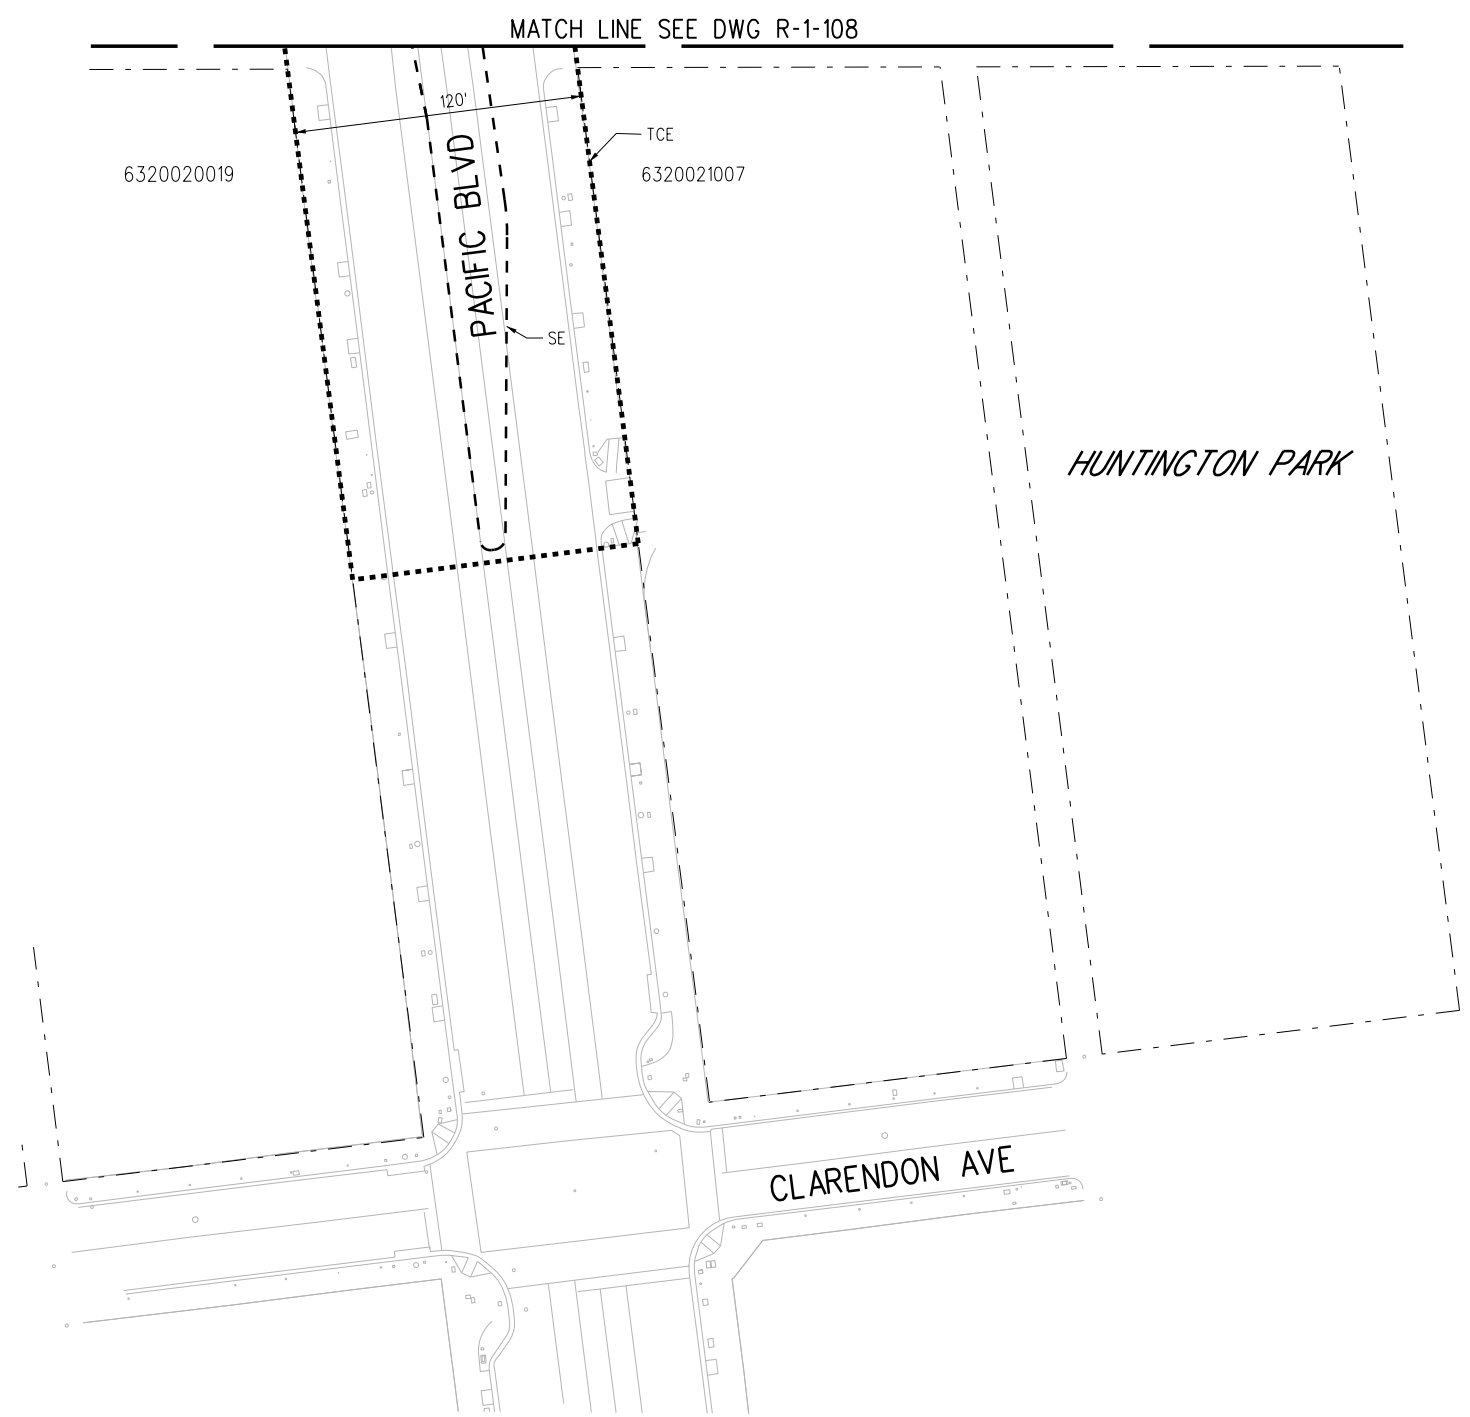 MATCH LINE SEE DWG R-1-108
120'
TCE
6320020019
6320021007
PACIFIC BLVD
SE
HUNTINGTON PARK
CLARENDON AVE